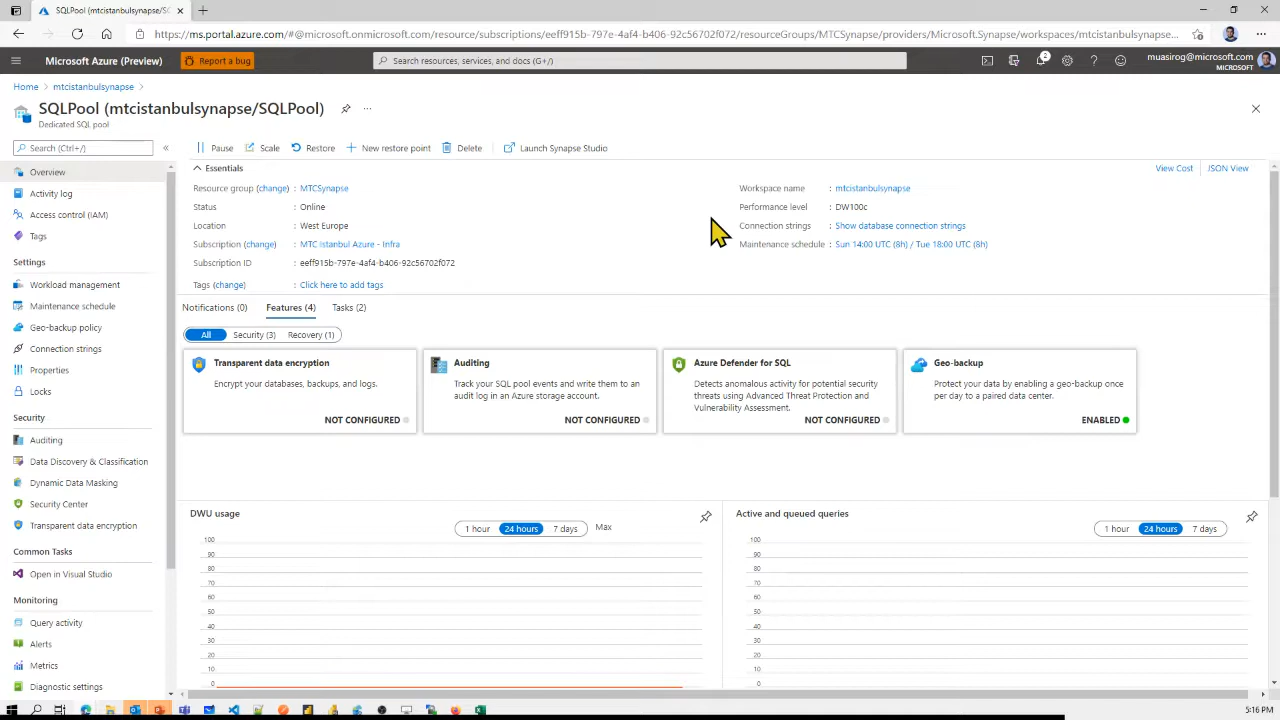 SQLPool (mtcistanbulsynapse/SQ
https://ms.portal.azure.com/#@microsoft.onmicrosoft.com/resource/subscriptions/eeff915b-797e-4af4-b406-92c56702f072/resourceGroups/MTCSynapse/providers/Microsoft.Synapse/workspaces/mtcistanbulsynaps...
Microsoft Azure (Preview)
Report a bug
Search resources, services, and docs (G+/)
2
muasirog@microsoft.com
MICROSOFT
Home > mtcistanbulsynapse >
SQLPool (mtcistanbulsynapse/SQLPool)
Dedicated SQL pool
Search (Ctrl+/)
Pause
Scale
Restore
New restore point
Delete
Launch Synapse Studio
Overview
Activity log
Access control (IAM)
Tags
Settings
Workload management
Maintenance schedule
Geo-backup policy
Connection strings
Properties
Locks
Security
Auditing
Data Discovery & Classification
Dynamic Data Masking
Security Center
Transparent data encryption
Common Tasks
Open in Visual Studio
Monitoring
Query activity
Alerts
Metrics
Diagnostic settings
Essentials
View Cost
JSON View
Resource group (change) : MTCSynapse
Status : Online
Location : West Europe
Subscription (change) : MTC Istanbul Azure - Infra
Subscription ID : eeff915b-797e-4af4-b406-92c56702f072
Tags (change) : Click here to add tags
Workspace name : mtcistanbulsynapse
Performance level : DW100c
Connection strings : Show database connection strings
Maintenance schedule : Sun 14:00 UTC (8h) / Tue 18:00 UTC (8h)
Notifications (0)
Features (4)
Tasks (2)
All
Security (3)
Recovery (1)
Transparent data encryption
Encrypt your databases, backups, and logs.
NOT CONFIGURED
Auditing
Track your SQL pool events and write them to an
audit log in an Azure storage account.
NOT CONFIGURED
Azure Defender for SQL
Detects anomalous activity for potential security
threats using Advanced Threat Protection and
Vulnerability Assessment.
NOT CONFIGURED
Geo-backup
Protect your data by enabling a geo-backup once
per day to a paired data center.
ENABLED
DWU usage
1 hour
24 hours
7 days
Max
100
90
80
70
60
50
40
30
20
10
0
Active and queued queries
1 hour
24 hours
7 days
100
90
80
70
60
50
40
30
20
10
0
5:16 PM